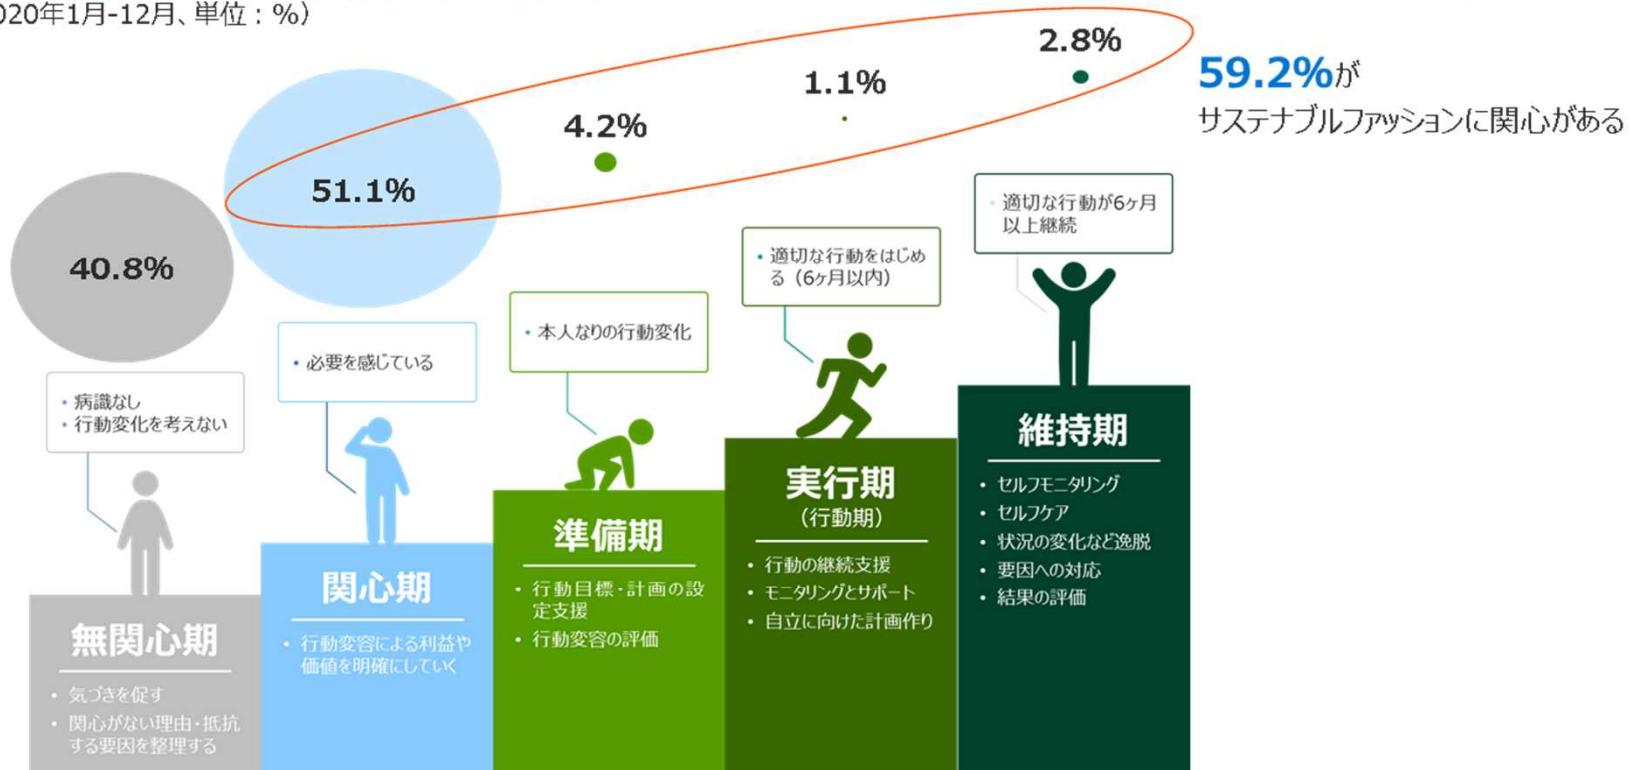 020年1月-12月、単位：%）
2.8%
1.1%
4.2%
51.1%
40.8%
59.2%が
サステナブルファッションに関心がある
• 病識なし
• 行動変化を考えない
• 必要を感じている
• 本人なりの行動変化
• 適切な行動をはじめ
る（6ヶ月以内）
• 適切な行動が6ヶ月
以上継続
無関心期
• 気づきを促す
• 関心がない理由・抵抗
する要因を整理する
関心期
• 行動変容による利益や
価値を明確にしていく
準備期
• 行動目標・計画の設
定支援
• 行動変容の評価
実行期
（行動期）
• 行動の継続支援
• モニタリングとサポート
• 自立に向けた計画作り
維持期
• セルフモニタリング
• セルフケア
• 状況の変化など逸脱
• 要因への対応
• 結果の評価